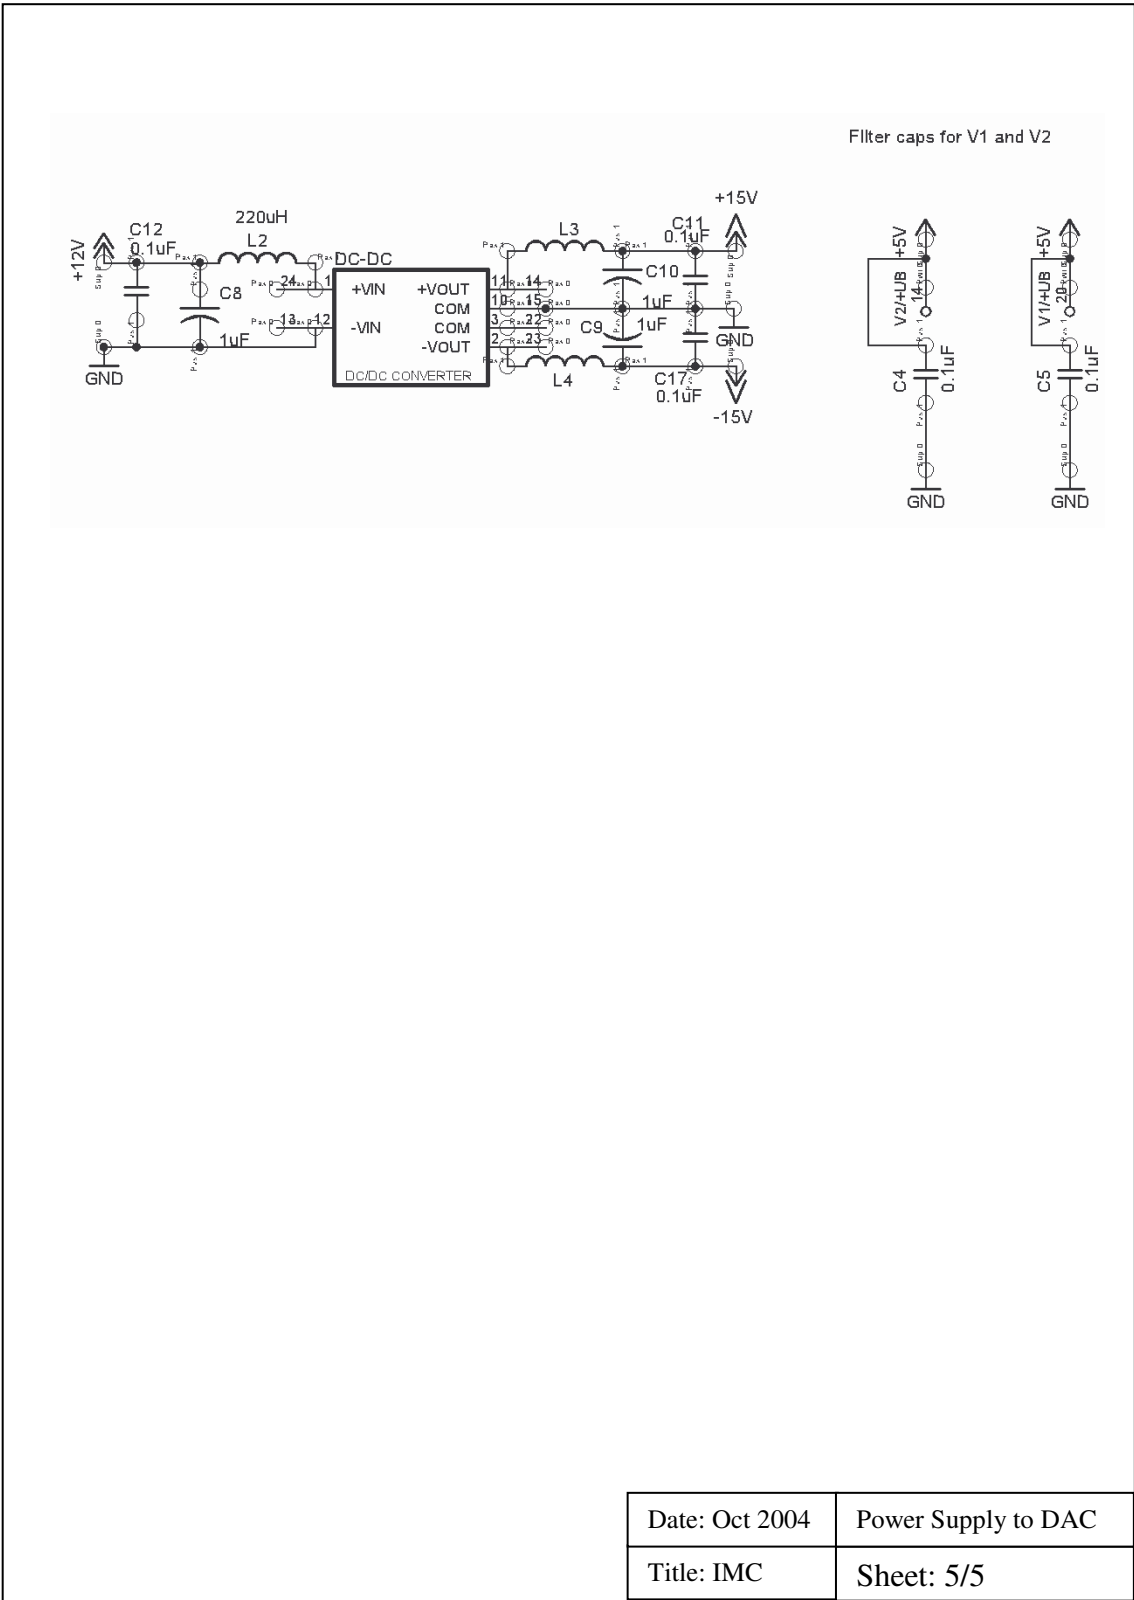 FIlter caps for V1 and V2
+12V
C12
0.1uF
220uH
L2
C8
1uF
GND
DC-DC
24
1
13
12
+VIN
-VIN
+VOUT
COM
COM
-VOUT
DC/DC CONVERTER
11
14
10
15
3
22
2
23
L3
L4
C10
1uF
C9
1uF
C11
0.1uF
C17
0.1uF
+15V
GND
-15V
+5V
V2/+UB
14
C4
0.1uF
GND
+5V
V1/+UB
20
C5
0.1uF
GND
Date: Oct 2004
Power Supply to DAC
Title: IMC
Sheet: 5/5